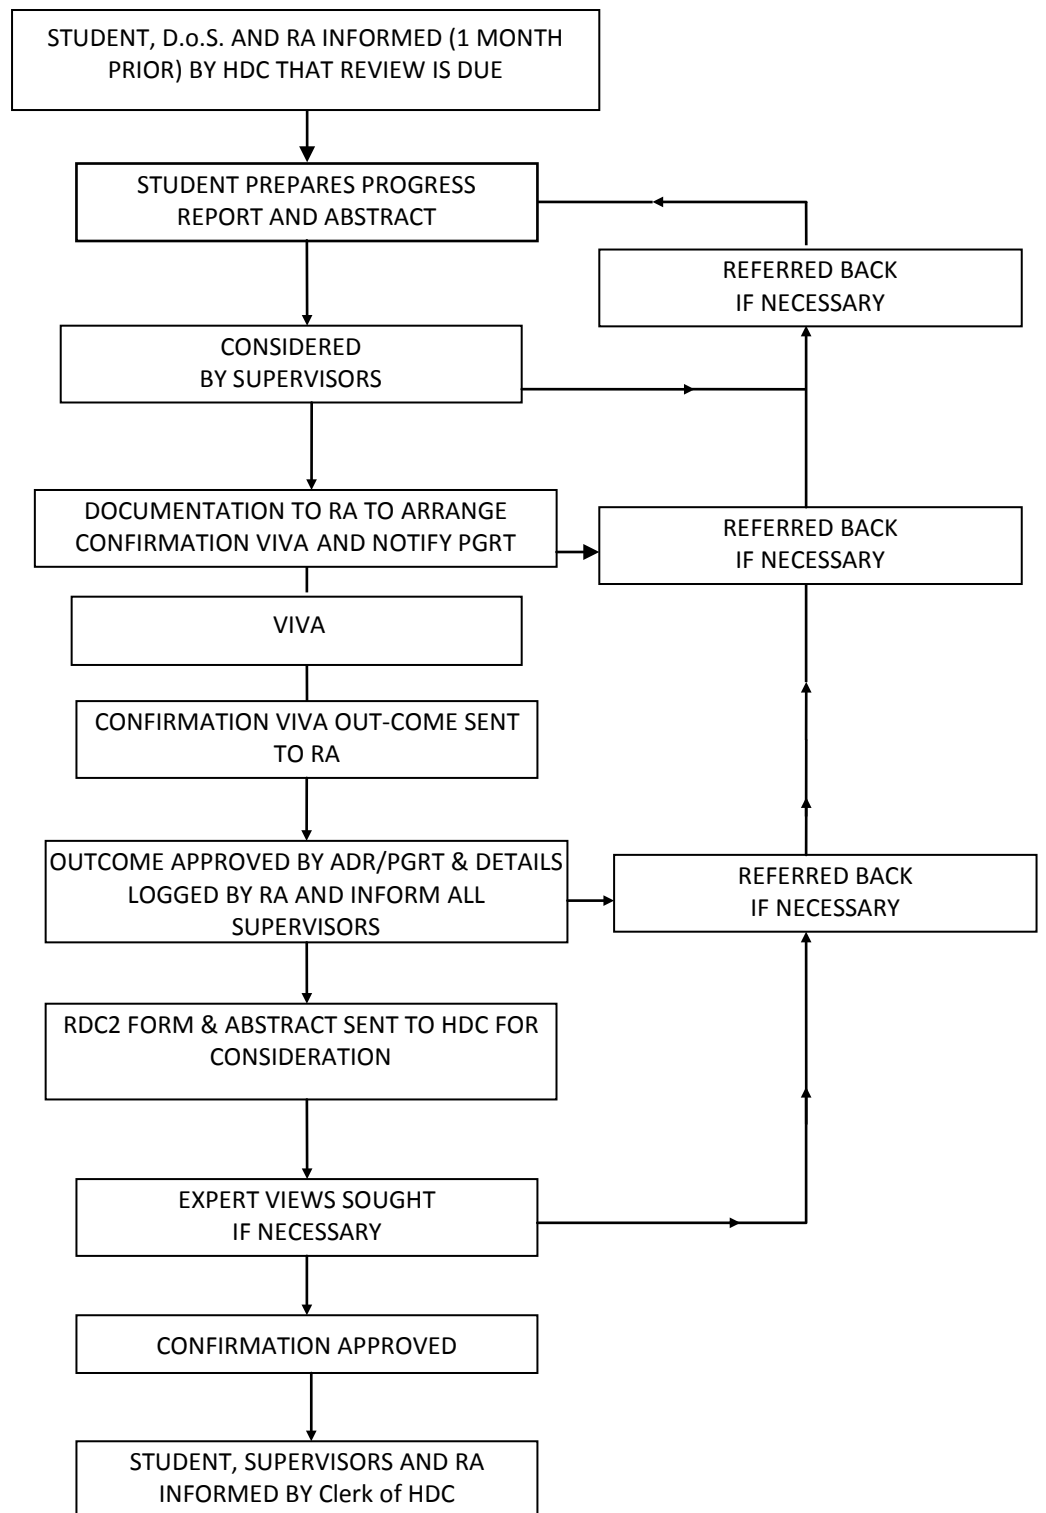 STUDENT, D.o.S. AND RA INFORMED (1 MONTH
PRIOR) BY HDC THAT REVIEW IS DUE
STUDENT PREPARES PROGRESS
REPORT AND ABSTRACT
REFERRED BACK
IF NECESSARY
CONSIDERED
BY SUPERVISORS
DOCUMENTATION TO RA TO ARRANGE
CONFIRMATION VIVA AND NOTIFY PGRT
REFERRED BACK
IF NECESSARY
VIVA
CONFIRMATION VIVA OUT-COME SENT
TO RA
OUTCOME APPROVED BY ADR/PGRT & DETAILS
LOGGED BY RA AND INFORM ALL
SUPERVISORS
REFERRED BACK
IF NECESSARY
RDC2 FORM & ABSTRACT SENT TO HDC FOR
CONSIDERATION
EXPERT VIEWS SOUGHT
IF NECESSARY
CONFIRMATION APPROVED
STUDENT, SUPERVISORS AND RA
INFORMED BY Clerk of HDC